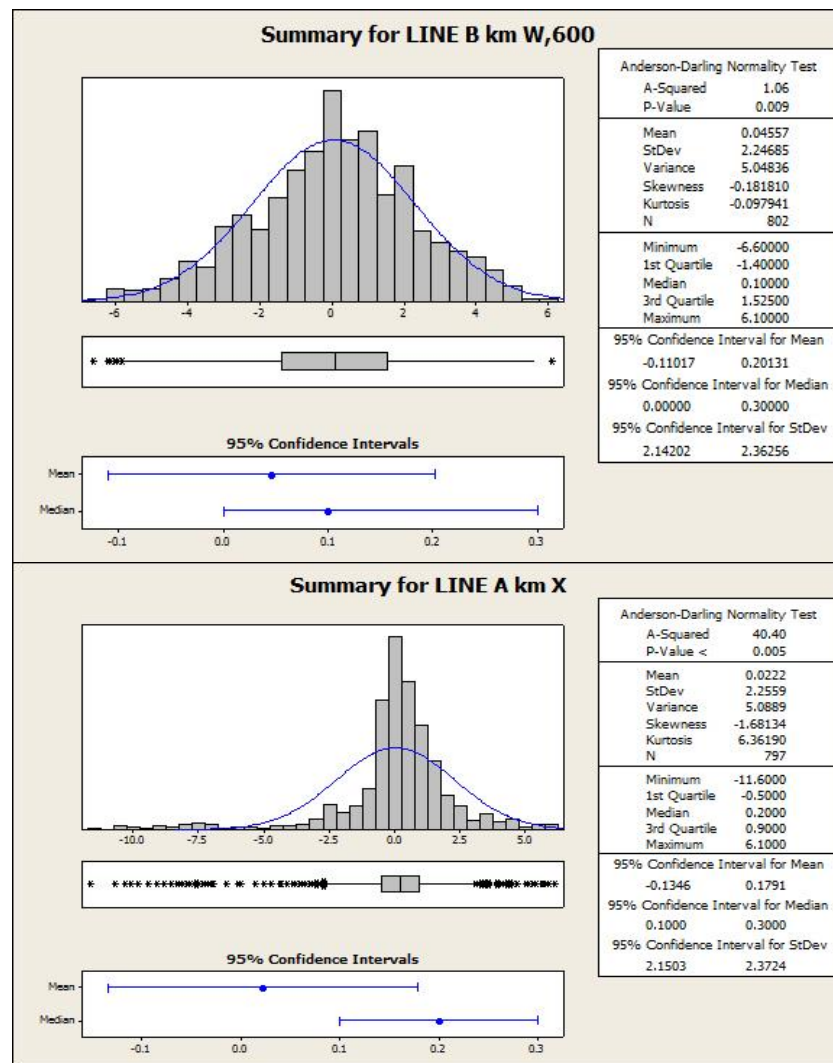 Summary for LINE B km W,600
-6 -4 -2 0 2 4 6
95% Confidence Intervals
Mean
Median
-0.1 0.0 0.1 0.2 0.3
Anderson-Darling Normality Test
A-Squared 1.06
P-Value 0.009
Mean 0.04557
StDev 2.24685
Variance 5.04836
Skewness -0.181810
Kurtosis -0.097941
N 802
Minimum -6.60000
1st Quartile -1.40000
Median 0.10000
3rd Quartile 1.52500
Maximum 6.10000
95% Confidence Interval for Mean
-0.11017 0.20131
95% Confidence Interval for Median
0.00000 0.30000
95% Confidence Interval for StDev
2.14202 2.36256
Summary for LINE A km X
-10.0 -7.5 -5.0 -2.5 0.0 2.5 5.0
95% Confidence Intervals
Mean
Median
-0.1 0.0 0.1 0.2 0.3
Anderson-Darling Normality Test
A-Squared 40.40
P-Value < 0.005
Mean 0.0222
StDev 2.2559
Variance 5.0889
Skewness -1.68134
Kurtosis 6.36190
N 797
Minimum -11.6000
1st Quartile -0.5000
Median 0.2000
3rd Quartile 0.9000
Maximum 6.1000
95% Confidence Interval for Mean
-0.1346 0.1791
95% Confidence Interval for Median
0.1000 0.3000
95% Confidence Interval for StDev
2.1503 2.3724